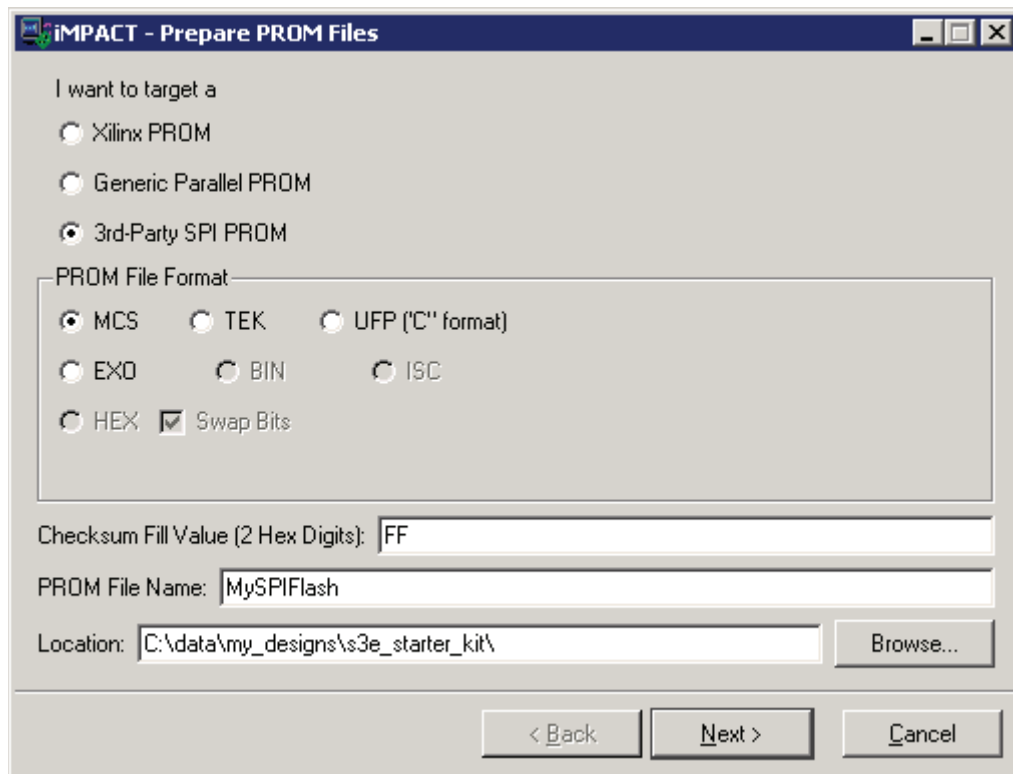 iMPACT - Prepare PROM Files
I want to target a
Xilinx PROM
Generic Parallel PROM
3rd-Party SPI PROM
PROM File Format
MCS TEK UFP ('C" format)
EXO BIN ISC
HEX Swap Bits
Checksum Fill Value (2 Hex Digits): FF
PROM File Name: MySPIFlash
Location: C:\data\my_designs\s3e_starter_kit\ Browse...
< Back Next > Cancel